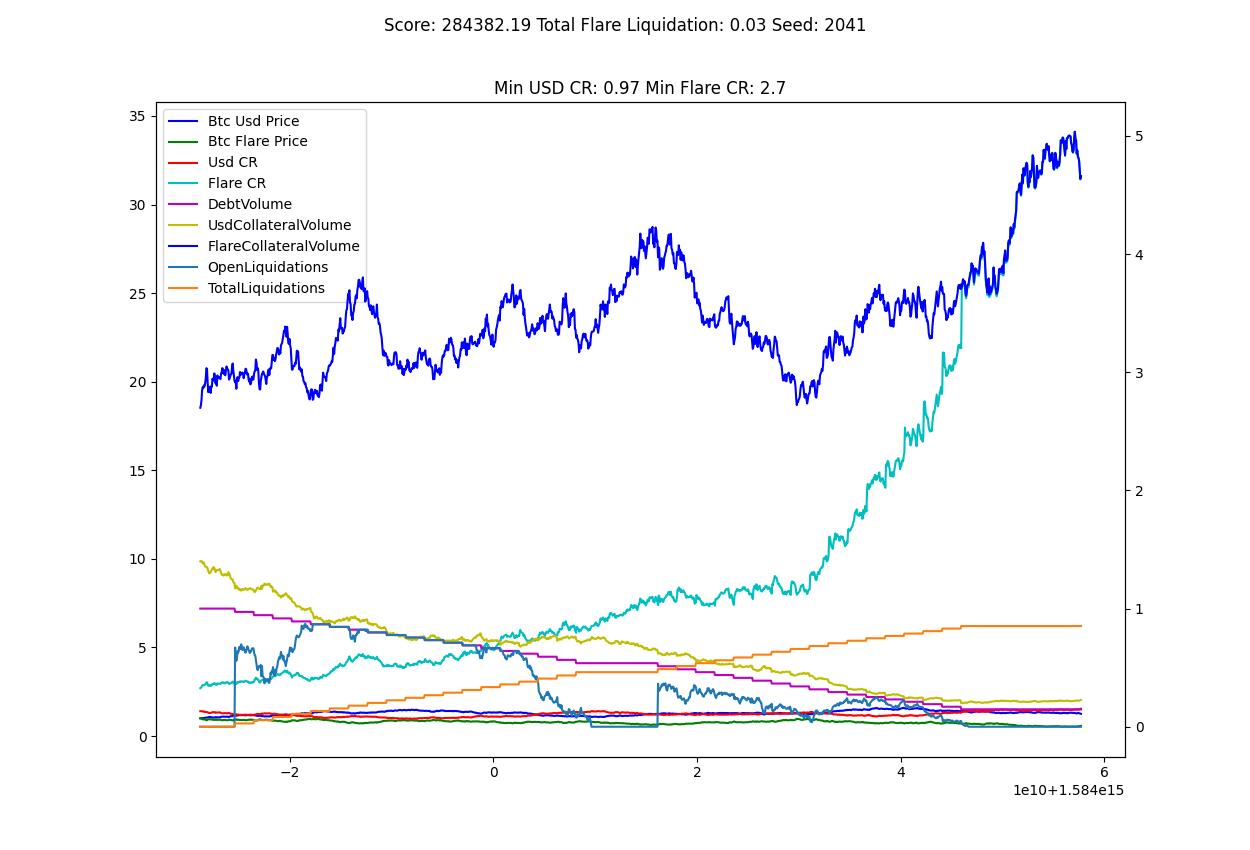 Score: 284382.19 Total Flare Liquidation: 0.03 Seed: 2041
Min USD CR: 0.97 Min Flare CR: 2.7
Btc Usd Price
Btc Flare Price
Usd CR
Flare CR
DebtVolume
UsdCollateralVolume
FlareCollateralVolume
OpenLiquidations
TotalLiquidations
35
30
25
20
15
10
5
0
5
4
3
2
1
0
−2
0
2
4
6
1e10+1.584e15